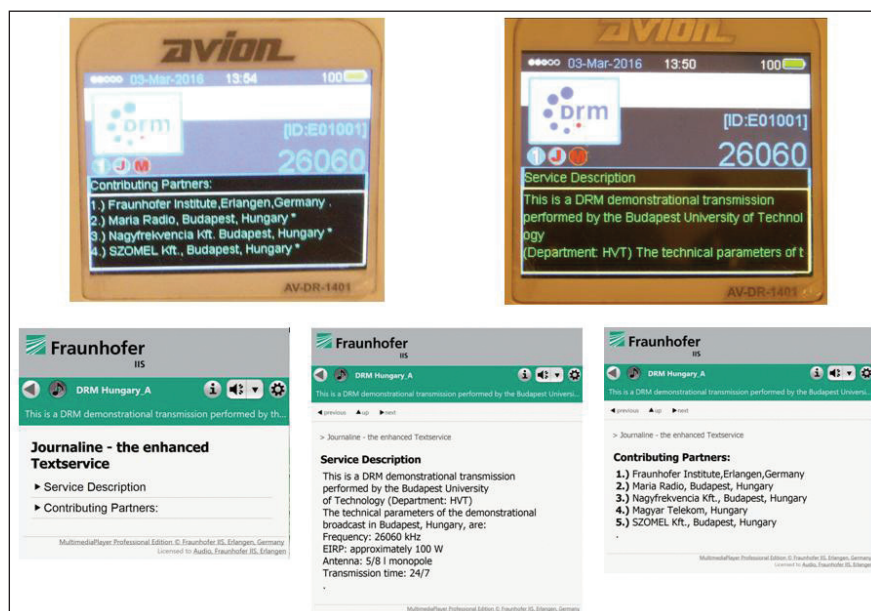 avion
03-Mar-2016 13:54 100
Drm
[ID:E01001]
1 J M 26060
Contributing Partners:
1.) Fraunhofer Institute,Erlangen,Germany .
2.) Maria Radio, Budapest, Hungary *
3.) Nagyfrekvencia Kft. Budapest, Hungary *
4.) SZOMEL Kft., Budapest, Hungary *
AV-DR-1401
avion
03-Mar-2016 13:50 100
Drm
[ID:E01001]
1 J M 26060
Service Description
This is a DRM demonstrational transmission
performed by the Budapest University of Technol
ogy
(Department: HVT) The technical parameters of t
AV-DR-1401
Fraunhofer
IIS
DRM Hungary_A
This is a DRM demonstrational transmission performed by th...
Journaline - the enhanced
Textservice
▶ Service Description
▶ Contributing Partners:
MultimediaPlayer Professional Edition © Fraunhofer IIS, Erlangen, Germany
Licensed to Audio, Fraunhofer IIS, Erlangen
Fraunhofer
IIS
DRM Hungary_A
This is a DRM demonstrational transmission performed by the Budapest Universi...
◀ previous ▲ up ▶ next
> Journaline - the enhanced Textservice
Service Description
This is a DRM demonstrational transmission
performed by the Budapest University
of Technology (Department: HVT)
The technical parameters of the demonstrational
broadcast in Budapest, Hungary, are:
Frequency: 26060 kHz
EIRP: approximately 100 W
Antenna: 5/8 l monopole
Transmission time: 24/7
.
MultimediaPlayer Professional Edition © Fraunhofer IIS, Erlangen, Germany
Fraunhofer
IIS
DRM Hungary_A
This is a DRM demonstrational transmission performed by the Budapest Universi...
◀ previous ▲ up ▶ next
> Journaline - the enhanced Textservice
Contributing Partners:
1.) Fraunhofer Institute,Erlangen,Germany
2.) Maria Radio, Budapest, Hungary
3.) Nagyfrekvencia Kft., Budapest, Hungary
4.) Magyar Telekom, Hungary
5.) SZOMEL Kft., Budapest, Hungary
.
MultimediaPlayer Professional Edition © Fraunhofer IIS, Erlangen, Germany
Licensed to Audio, Fraunhofer IIS, Erlangen